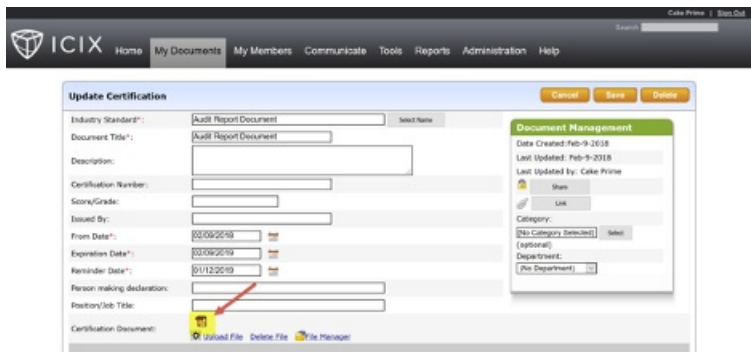 Cake Prime | Sign Out
Search
ICIX Home My Documents My Members Communicate Tools Reports Administration Help
Update Certification
Cancel Save Delete
Industry Standard*: Audit Report Document Select Name
Document Title*: Audit Report Document
Description:
Certification Number:
Score/Grade:
Issued By:
From Date*: 02/09/2018
Expiration Date*: 02/09/2019
Reminder Date*: 01/12/2019
Person making declaration:
Position/Job Title:
Certification Document:
Upload File Delete File File Manager
Document Management
Date Created:Feb-9-2018
Last Updated: Feb-9-2018
Last Updated by: Cake Prime
Share
Link
Category:
[No Category Selected] Select
(optional)
Department:
(No Department)